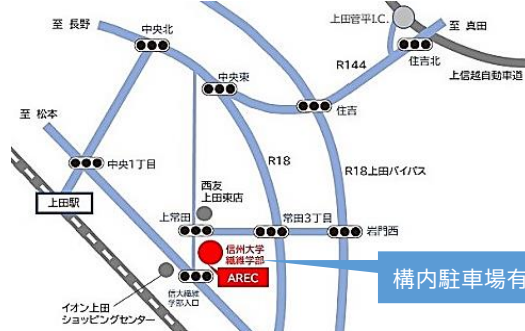 至 長野
中央北
上田菅平I.C.
至 真田
住吉北
上信越自動車道
中央東
R144
住吉
至 松本
中央1丁目
R18
R18上田バイパス
西友
上田東店
上田駅
上常田
常田3丁目
岩門西
信州大学
繊維学部
AREC
構内駐車場有
信大繊維
学部入口
イオン上田
ショッピングセンター